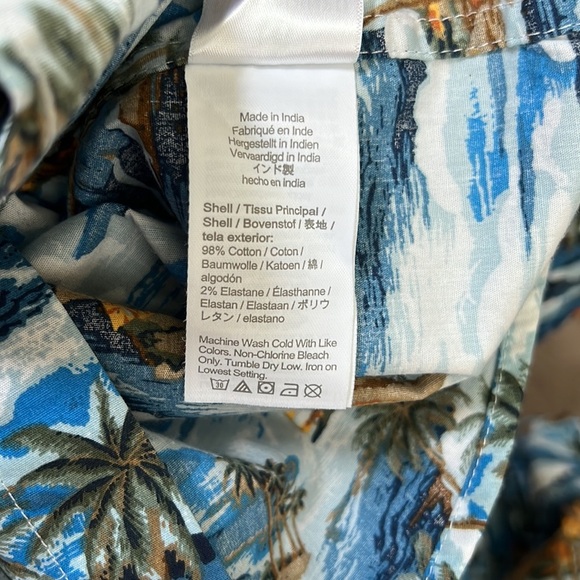 Made in India
Fabriqué en Inde
Hergestellt in Indien
Vervaardigd in India
インド製
hecho en india
Shell / Tissu Principal /
Shell / Bovenstof / 表地 /
tela exterior:
98% Cotton / Coton /
Baumwolle / Katoen / 綿 /
algodón
2% Elastane / Élasthanne /
Elastan / Elastaan / ポリウ
レタン / elastano
Machine Wash Cold With Like
Colors. Non-Chlorine Bleach
Only. Tumble Dry Low. Iron on
Lowest Setting.
30